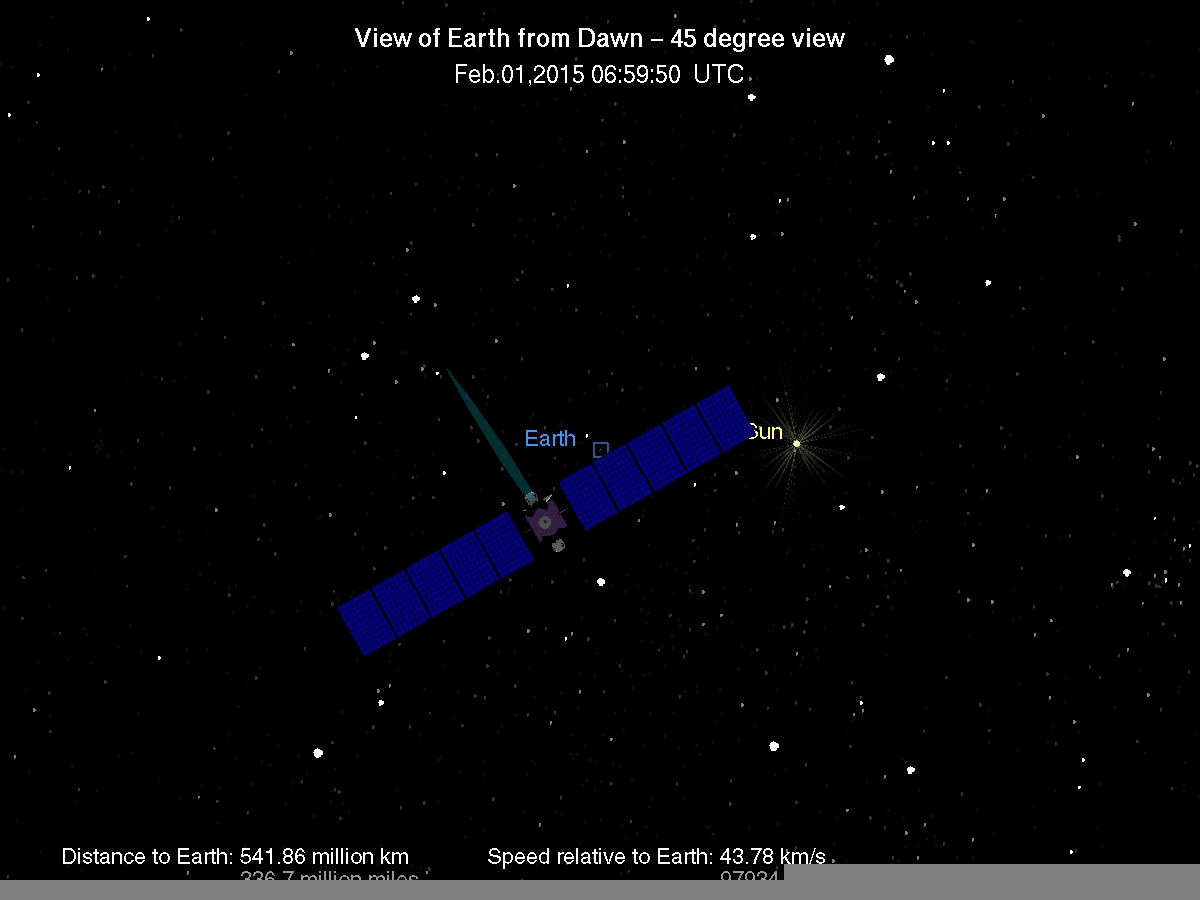 View of Earth from Dawn – 45 degree view
Feb.01,2015 06:59:50 UTC
Earth
Sun
Distance to Earth: 541.86 million km
Speed relative to Earth: 43.78 km/s
336.7 million miles
97934